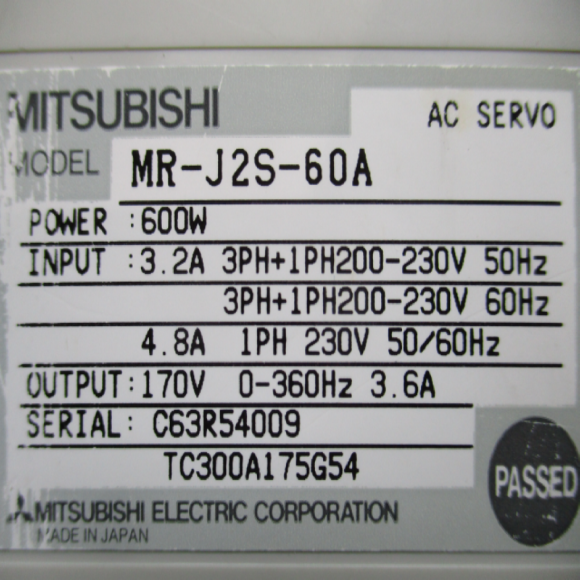 MITSUBISHI
AC SERVO
MODEL MR-J2S-60A
POWER :600W
INPUT :3.2A 3PH+1PH200-230V 50Hz
3PH+1PH200-230V 60Hz
4.8A 1PH 230V 50/60Hz
OUTPUT:170V 0-360Hz 3.6A
SERIAL: C63R54009
TC300A175G54
PASSED
MITSUBISHI ELECTRIC CORPORATION
MADE IN JAPAN